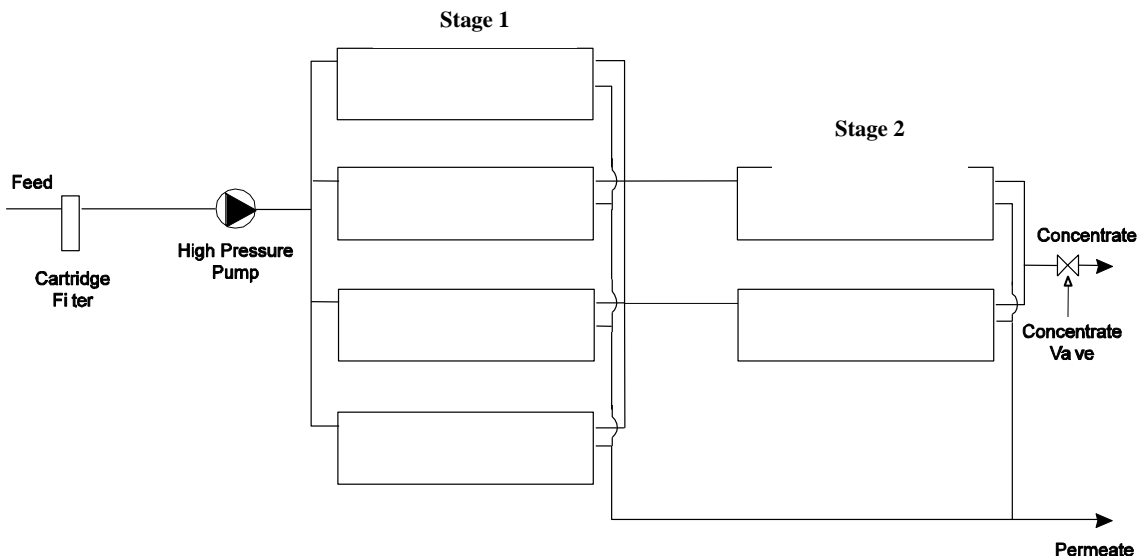 Stage 1
Stage 2
Feed
Cartridge
Fi ter
High Pressure
Pump
Concentrate
Concentrate
Va ve
Permeate